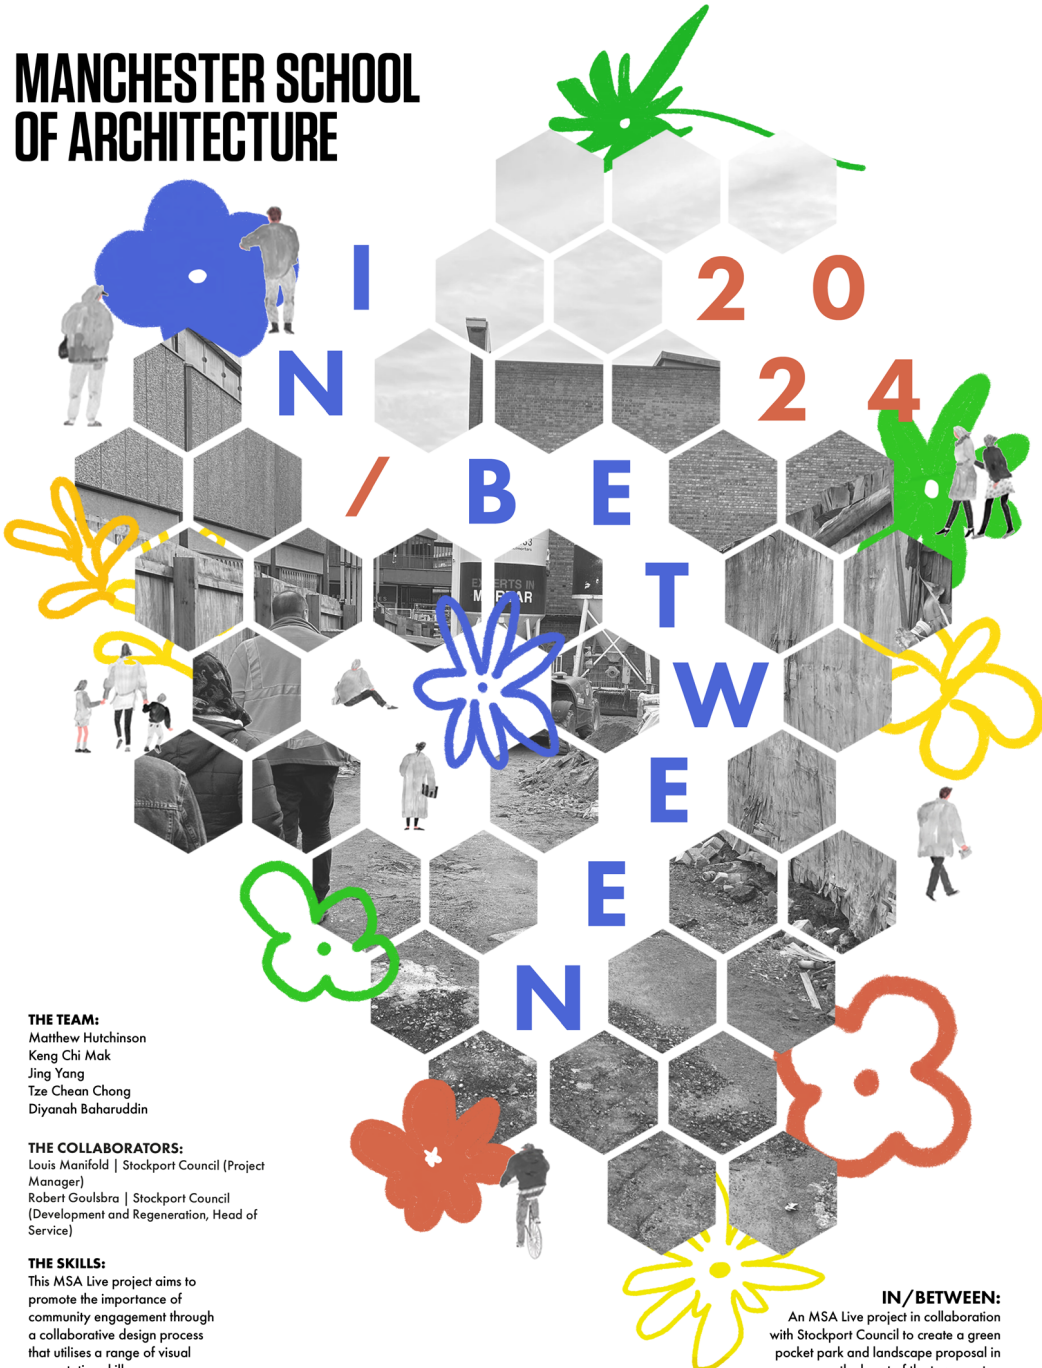 MANCHESTER SCHOOL
OF ARCHITECTURE
I
2 0
N
2 4
/ B E
EXPERTS IN
T
W
E
E
N
THE TEAM:
Matthew Hutchinson
Keng Chi Mak
Jing Yang
Tze Chean Chong
Diyanah Baharuddin
THE COLLABORATORS:
Louis Manifold | Stockport Council (Project
Manager)
Robert Goulsbra | Stockport Council
(Development and Regeneration, Head of
Service)
THE SKILLS:
This MSA Live project aims to
promote the importance of
community engagement through
a collaborative design process
that utilises a range of visual
IN/BETWEEN:
An MSA Live project in collaboration
with Stockport Council to create a green
pocket park and landscape proposal in